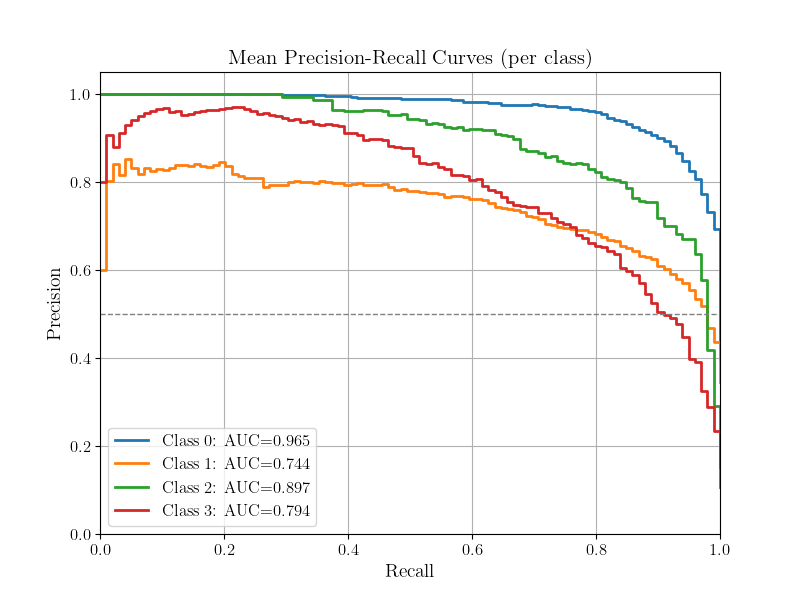 Mean Precision-Recall Curves (per class)
1.0
0.8
0.6
0.4
0.2
0.0
Precision
Class 0: AUC=0.965
Class 1: AUC=0.744
Class 2: AUC=0.897
Class 3: AUC=0.794
0.0 0.2 0.4 0.6 0.8 1.0
Recall